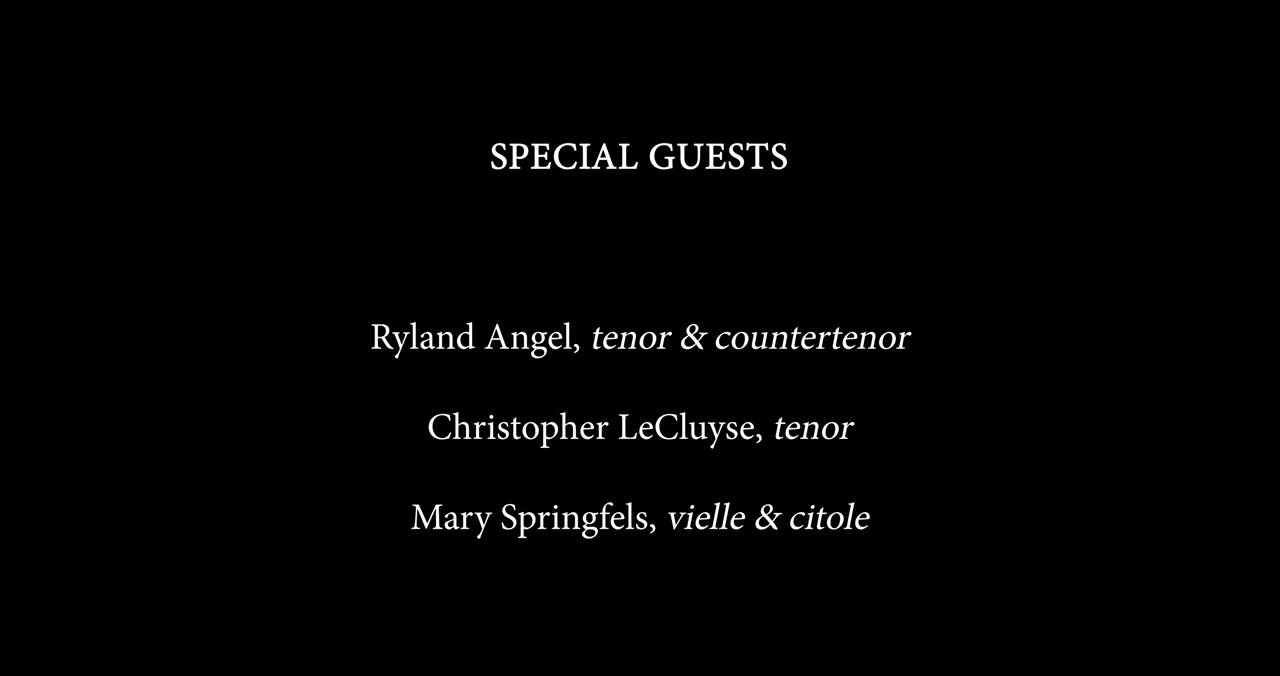 SPECIAL GUESTS
Ryland Angel, tenor & countertenor
Christopher LeCluyse, tenor
Mary Springfels, vielle & citole